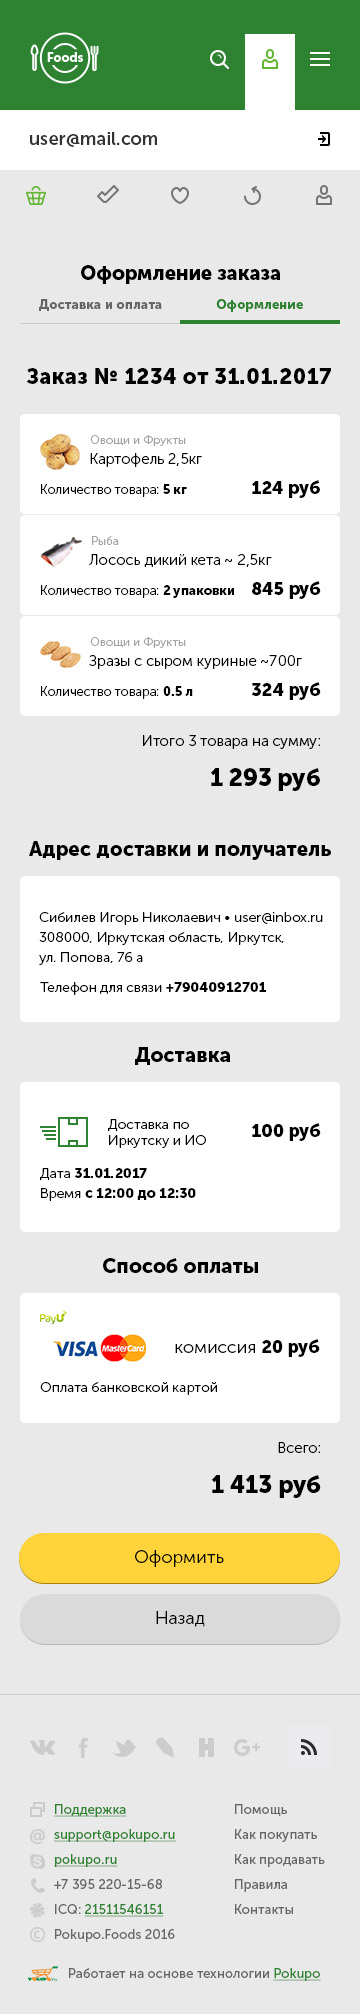 Foods
user@mail.com
Оформление заказа
Доставка и оплата
Оформление
Заказ № 1234 от 31.01.2017
Овощи и Фрукты
Картофель 2,5кг
Количество товара: 5 кг
124 руб
Рыба
Лосось дикий кета ~ 2,5кг
Количество товара: 2 упаковки
845 руб
Овощи и Фрукты
Зразы с сыром куриные ~700г
Количество товара: 0.5 л
324 руб
Итого 3 товара на сумму:
1 293 руб
Адрес доставки и получатель
Сибилев Игорь Николаевич • user@inbox.ru
308000, Иркутская область, Иркутск,
ул. Попова, 76 а
Телефон для связи +79040912701
Доставка
Доставка по
Иркутску и ИО
100 руб
Дата 31.01.2017
Время с 12:00 до 12:30
Способ оплаты
PayU
VISA MasterCard
комиссия 20 руб
Оплата банковской картой
Всего:
1 413 руб
Оформить
Назад
Поддержка
support@pokupo.ru
pokupo.ru
+7 395 220-15-68
ICQ: 21511546151
Pokupo.Foods 2016
Помощь
Как покупать
Как продавать
Правила
Контакты
Работает на основе технологии Pokupo